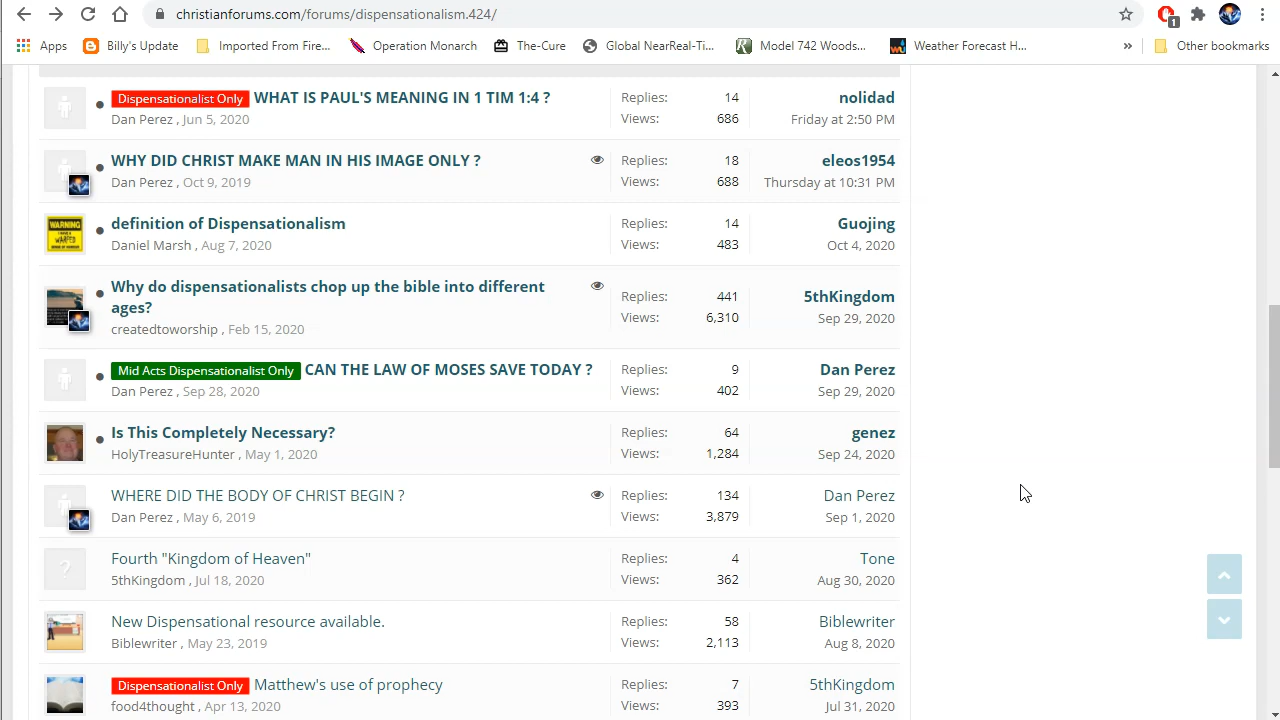 christianforums.com/forums/dispensationalism.424/
1
Apps Billy's Update Imported From Fire... Operation Monarch The-Cure Global NearReal-Ti... Model 742 Woods... Weather Forecast H... » Other bookmarks
Dispensationalist Only WHAT IS PAUL'S MEANING IN 1 TIM 1:4 ? Replies: 14 nolidad
Dan Perez , Jun 5, 2020 Views: 686 Friday at 2:50 PM
WHY DID CHRIST MAKE MAN IN HIS IMAGE ONLY ? Replies: 18 eleos1954
Dan Perez , Oct 9, 2019 Views: 688 Thursday at 10:31 PM
WARNING
definition of Dispensationalism Replies: 14 Guojing
Daniel Marsh , Aug 7, 2020 Views: 483 Oct 4, 2020
Why do dispensationalists chop up the bible into different Replies: 441 5thKingdom
ages? Views: 6,310 Sep 29, 2020
createdtoworship , Feb 15, 2020
Mid Acts Dispensationalist Only CAN THE LAW OF MOSES SAVE TODAY ? Replies: 9 Dan Perez
Dan Perez , Sep 28, 2020 Views: 402 Sep 29, 2020
Is This Completely Necessary? Replies: 64 genez
HolyTreasureHunter , May 1, 2020 Views: 1,284 Sep 24, 2020
WHERE DID THE BODY OF CHRIST BEGIN ? Replies: 134 Dan Perez
Dan Perez , May 6, 2019 Views: 3,879 Sep 1, 2020
Fourth "Kingdom of Heaven" Replies: 4 Tone
5thKingdom , Jul 18, 2020 Views: 362 Aug 30, 2020
New Dispensational resource available. Replies: 58 Biblewriter
Biblewriter , May 23, 2019 Views: 2,113 Aug 8, 2020
Dispensationalist Only Matthew's use of prophecy Replies: 7 5thKingdom
food4thought , Apr 13, 2020 Views: 393 Jul 31, 2020